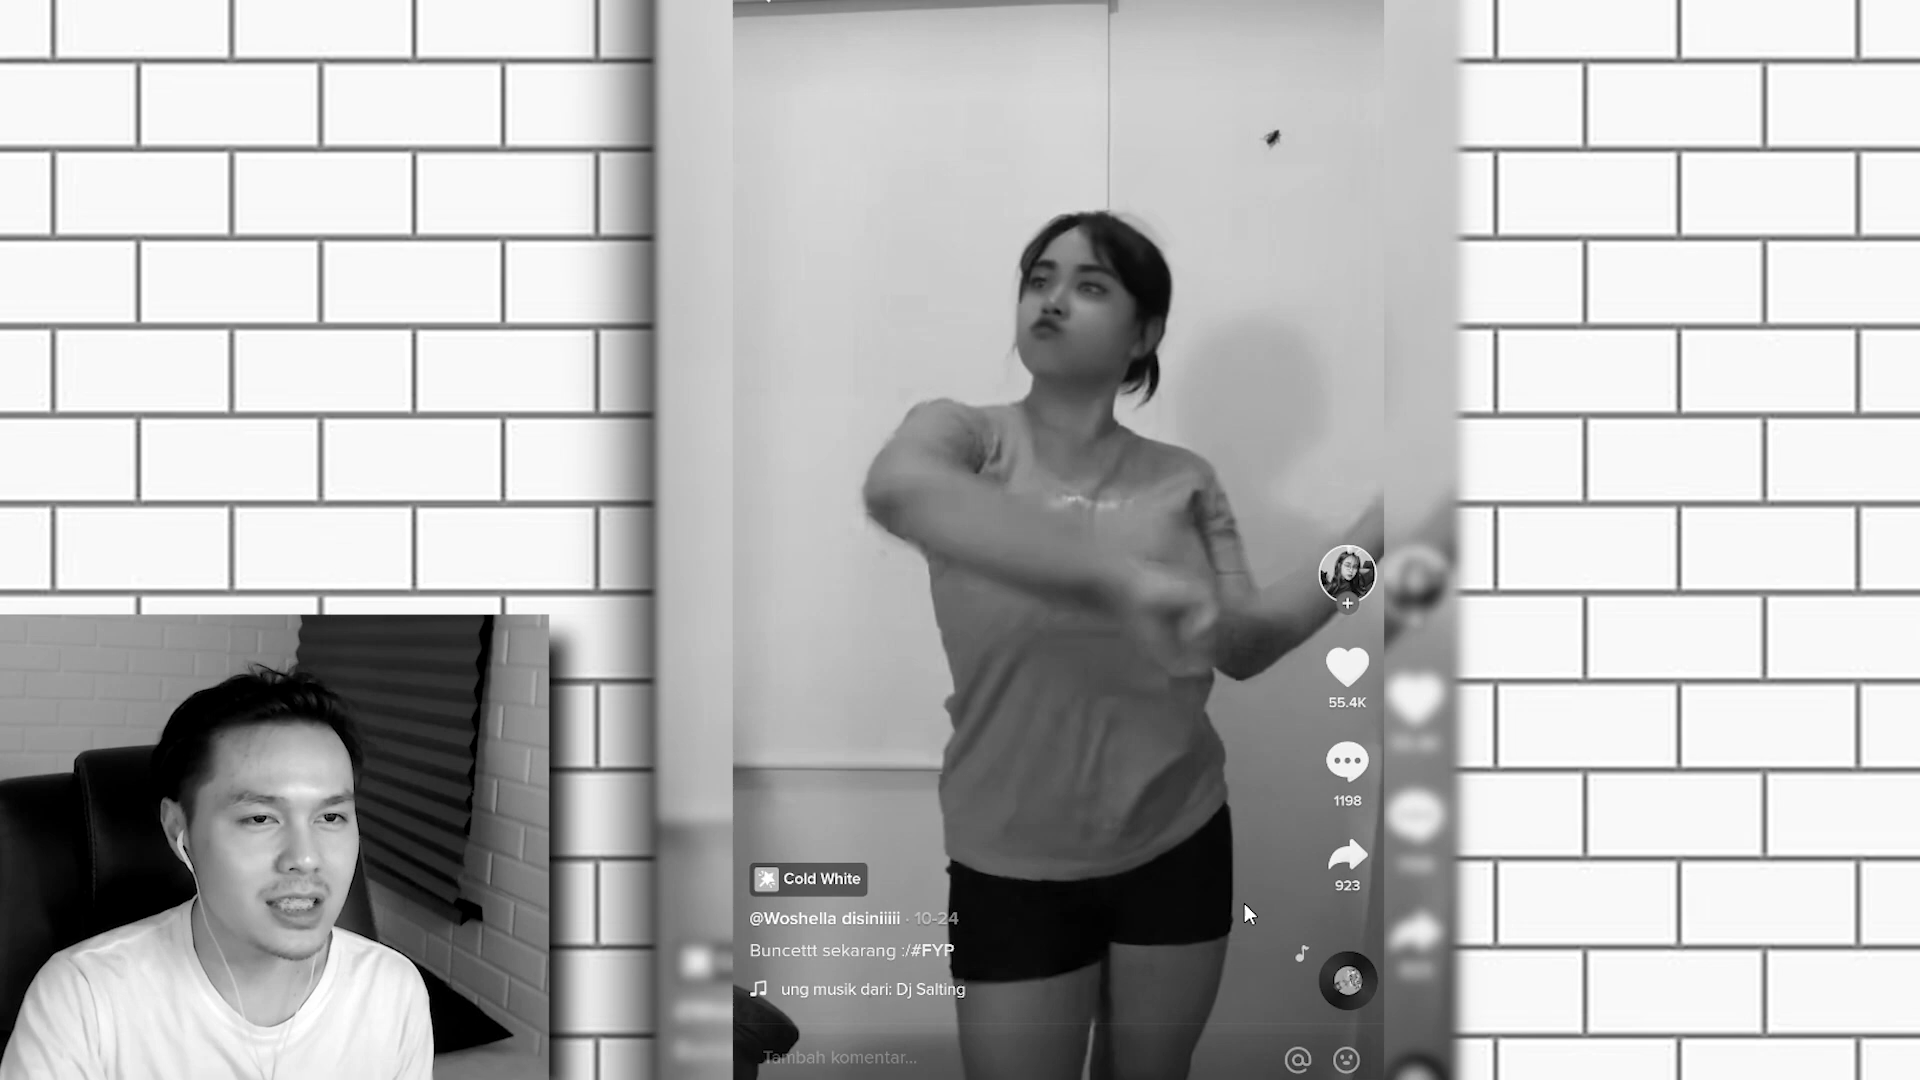 55.4K
1198
Cold White
923
@Woshella disiniiiii · 10-24
Buncettt sekarang :/#FYP
ung musik dari: Dj Salting
Tambah komentar...